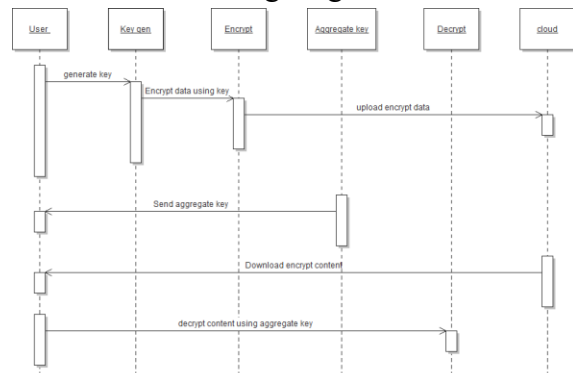 User
Key gen
Encrypt
Aggregate key
Decrypt
cloud
generate key
Encrypt data using key
upload encrypt data
Send aggregate key
Download encrypt content
decrypt content using aggregate key